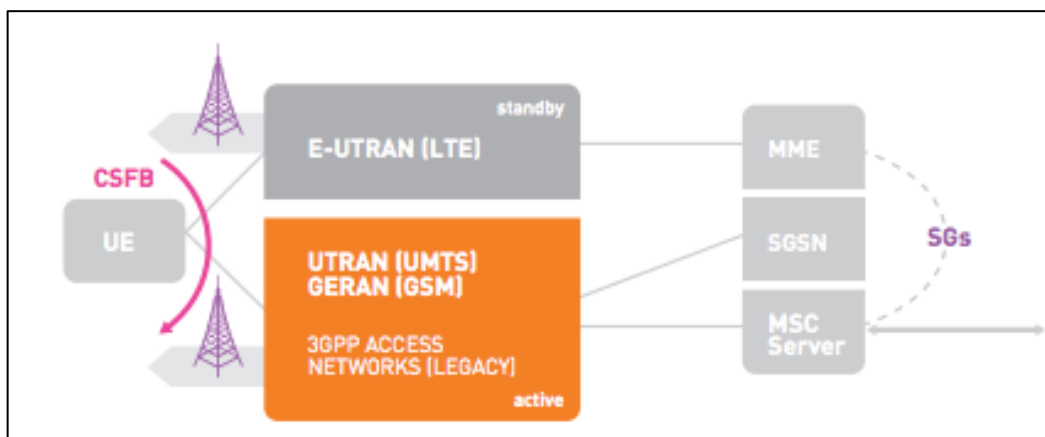 standby
E-UTRAN (LTE)
MME
CSFB
UE
SGSN
SGs
UTRAN (UMTS)
GERAN (GSM)
MSC
Server
3GPP ACCESS
NETWORKS (LEGACY)
active